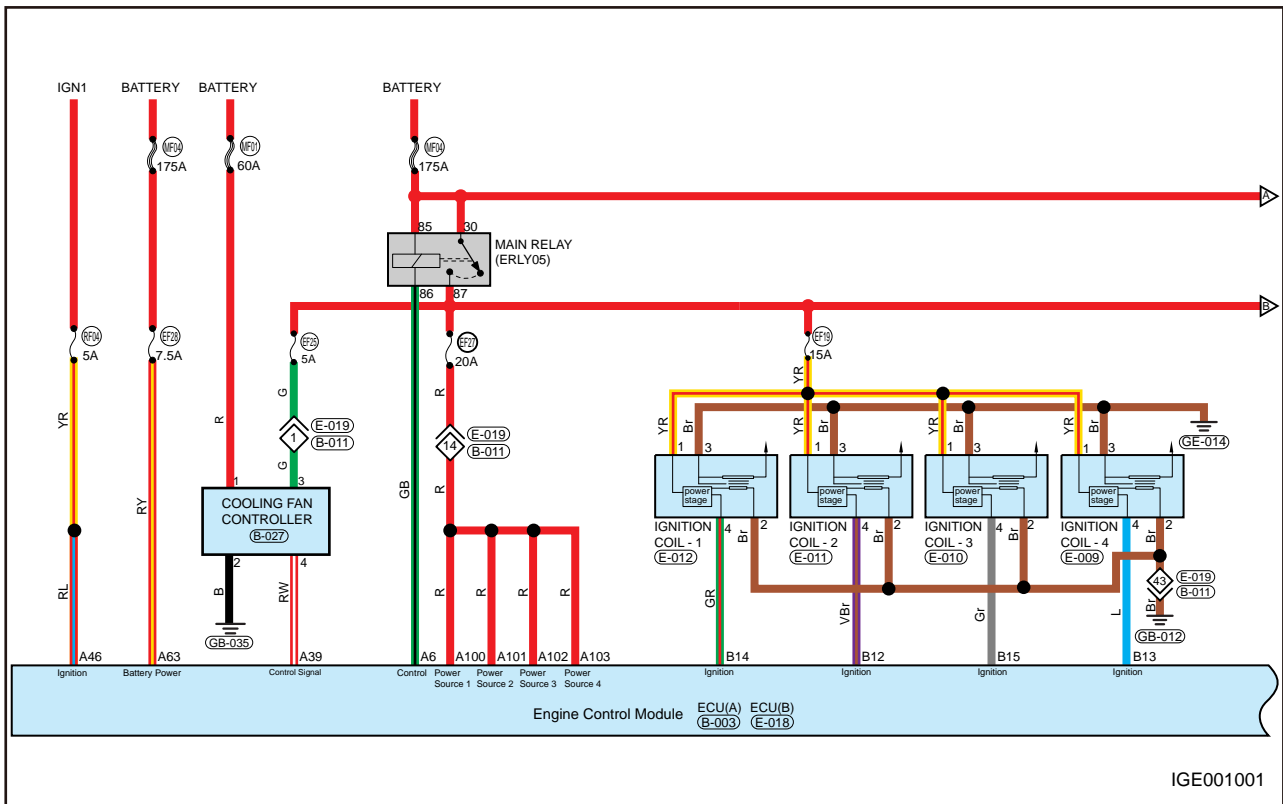 IGN1 BATTERY BATTERY BATTERY
MF04 MF01 MF04
175A 60A 175A
A
85 30
MAIN RELAY
(ERLY05)
86 87
B
RF04 EF28 EF25 EF27 EF19
5A 7.5A 5A 20A 15A
YR
G R
YR Br YR Br YR Br YR Br
GE-014
YR R
1 E-019
B-011
14 E-019
B-011
G R
1 3 1 3 1 3 1 3
1 3
COOLING FAN
CONTROLLER
B-027
2 4
RY GB
power
stage
power
stage
power
stage
power
stage
4 2 4 2 4 2 4 2
IGNITION
COIL - 1
E-012
IGNITION
COIL - 2
E-011
IGNITION
COIL - 3
E-010
IGNITION
COIL - 4
E-009
Br Br Br Br
43 E-019
B-011
Br
GB-012
RL B RW R R R R GR VBr Gr L
GB-035
A46 A63 A39 A6 A100 A101 A102 A103 B14 B12 B15 B13
Ignition Battery Power Control Signal Control
Power
Source 1
Power
Source 2
Power
Source 3
Power
Source 4
Ignition Ignition Ignition Ignition
Engine Control Module
ECU(A) ECU(B)
B-003 E-018
IGE001001